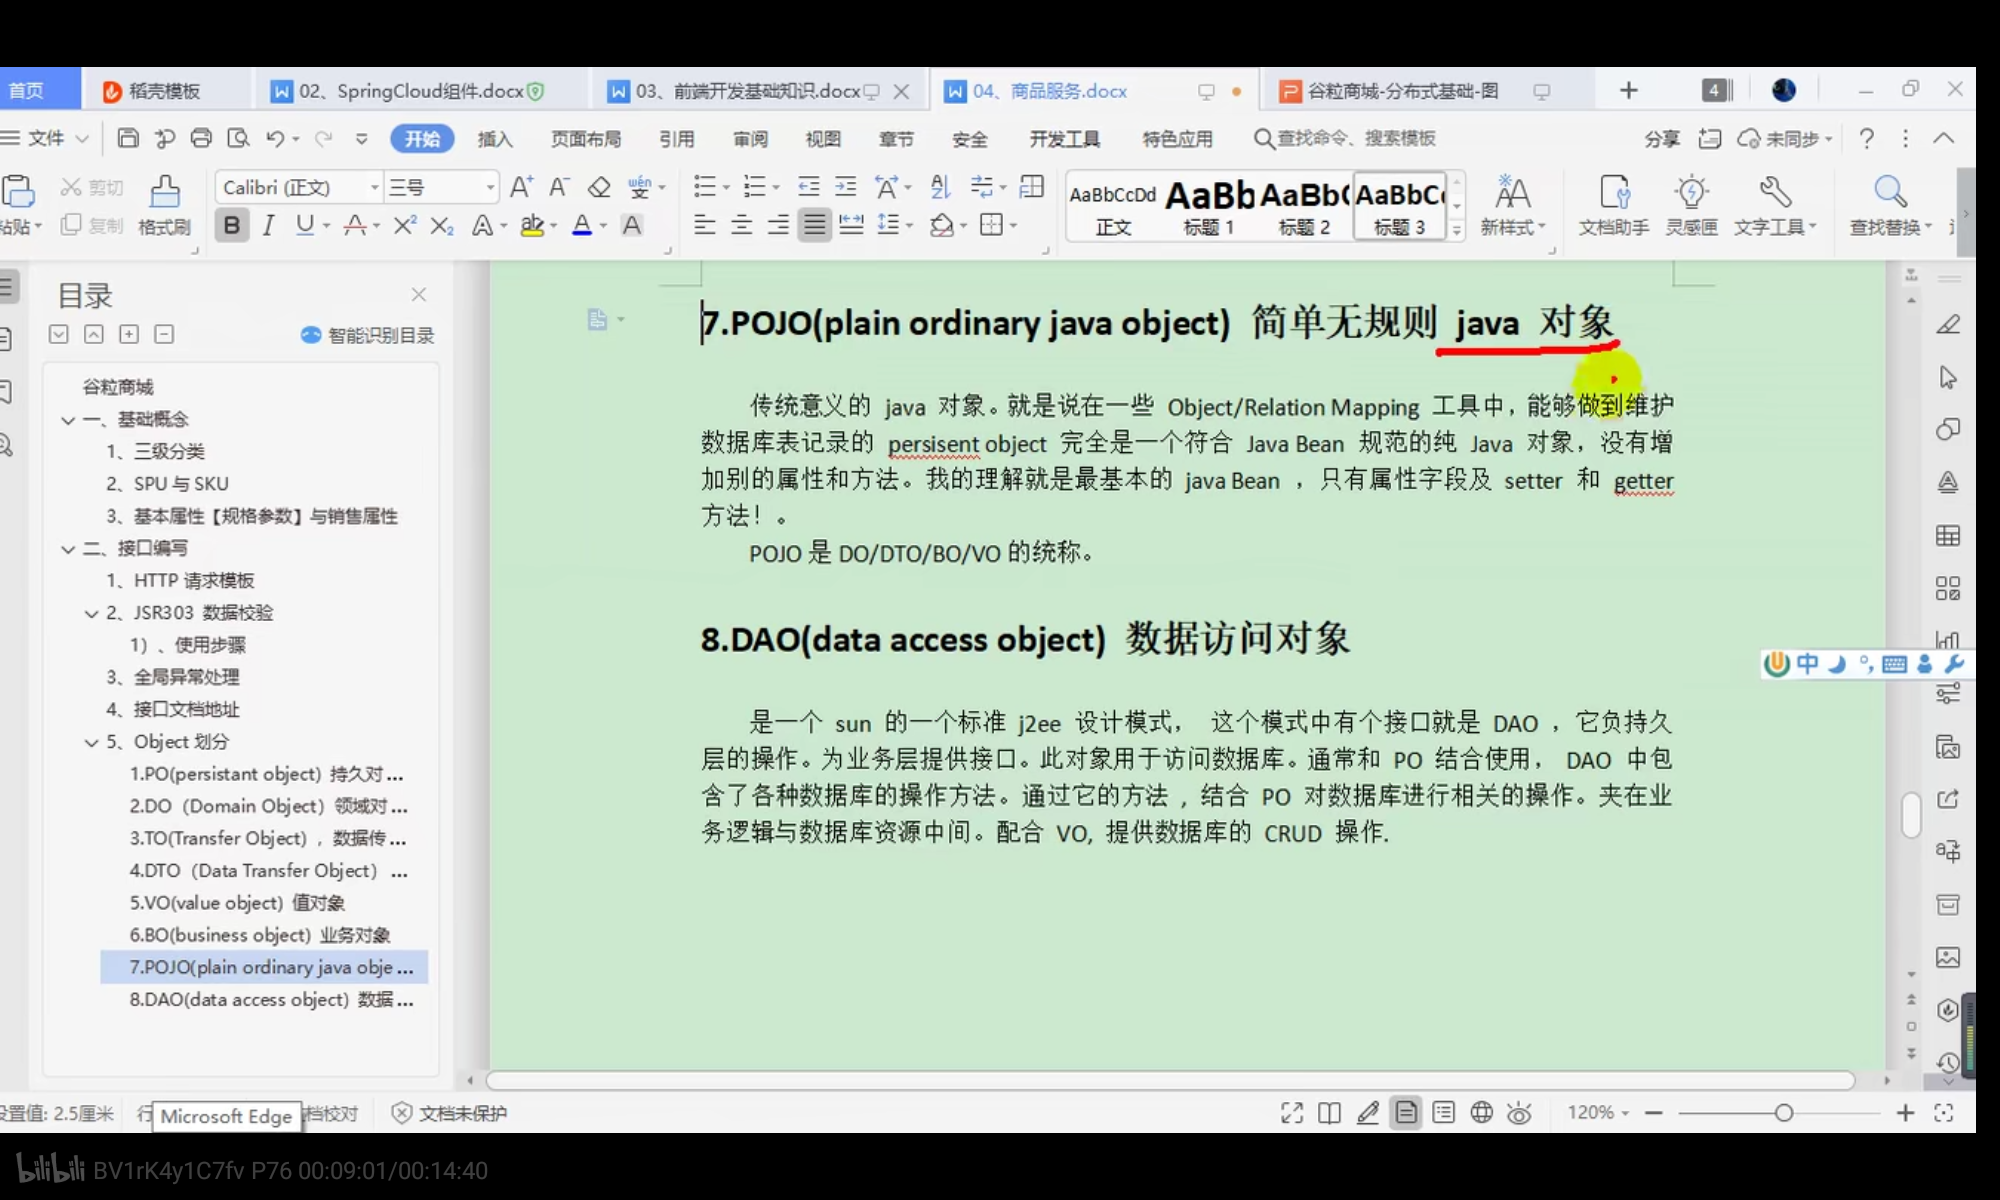 首页
稻壳模板
02、SpringCloud组件.docx
03、前端开发基础知识.docx
04、商品服务.docx
谷粒商城-分布式基础-图
4
文件
开始
插入
页面布局
引用
审阅
视图
章节
安全
开发工具
特色应用
查找命令、搜索模板
分享
未同步
剪切
复制
格式刷
Calibri (正文)
三号
AaBbCcDd
正文
标题 1
标题 2
标题 3
新样式
文档助手
灵感匣
文字工具
查找替换
目录
智能识别目录
谷粒商城
一、基础概念
1、三级分类
2、SPU 与 SKU
3、基本属性【规格参数】与销售属性
二、接口编写
1、HTTP 请求模板
2、JSR303 数据校验
1）、使用步骤
3、全局异常处理
4、接口文档地址
5、Object 划分
1.PO(persistant object) 持久对 ...
2.DO（Domain Object）领域对 ...
3.TO(Transfer Object) ，数据传 ...
4.DTO（Data Transfer Object） ...
5.VO(value object) 值对象
6.BO(business object) 业务对象
7.POJO(plain ordinary java obje ...
8.DAO(data access object) 数据 ...
7.POJO(plain ordinary java object) 简单无规则 java 对象
传统意义的 java 对象。就是说在一些 Object/Relation Mapping 工具中，能够做到维护
数据库表记录的 persisent object 完全是一个符合 Java Bean 规范的纯 Java 对象，没有增
加别的属性和方法。我的理解就是最基本的 java Bean ，只有属性字段及 setter 和 getter
方法！。
POJO 是 DO/DTO/BO/VO 的统称。
8.DAO(data access object) 数据访问对象
是一个 sun 的一个标准 j2ee 设计模式， 这个模式中有个接口就是 DAO ，它负持久
层的操作。为业务层提供接口。此对象用于访问数据库。通常和 PO 结合使用， DAO 中包
含了各种数据库的操作方法。通过它的方法 , 结合 PO 对数据库进行相关的操作。夹在业
务逻辑与数据库资源中间。配合 VO, 提供数据库的 CRUD 操作.
中
2.5厘米
Microsoft Edge
文档未保护
120%
bilibili BV1rK4y1C7fv P76 00:09:01/00:14:40